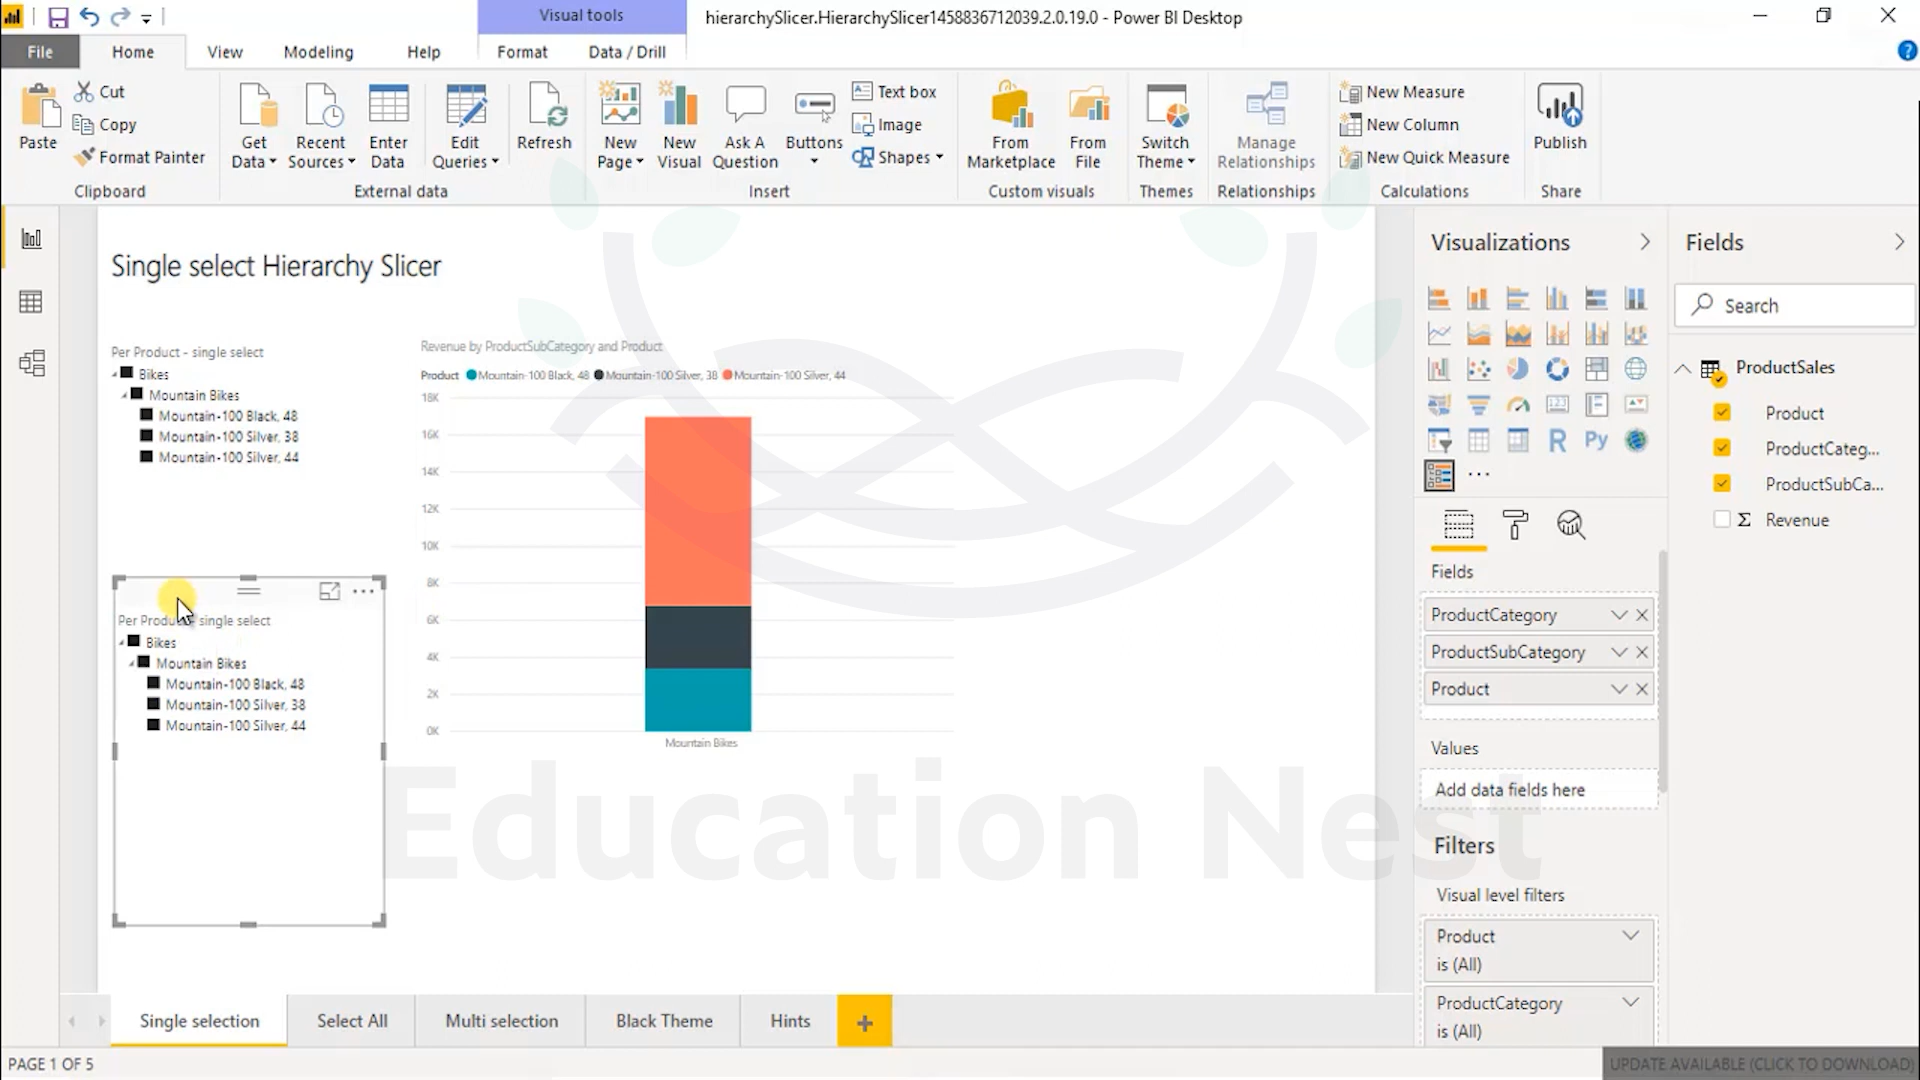 Visual tools
hierarchySlicer.HierarchySlicer1458836712039.2.0.19.0 - Power BI Desktop
File Home View Modeling Help Format Data / Drill
Paste
Cut
Copy
Format Painter
Clipboard
Get Data
Recent Sources
Enter Data
Edit Queries
Refresh
External data
New Page
New Visual
Ask A Question
Buttons
Text box
Image
Shapes
Insert
From Marketplace
From File
Custom visuals
Switch Theme
Themes
Manage Relationships
Relationships
New Measure
New Column
New Quick Measure
Calculations
Publish
Share
Single select Hierarchy Slicer
Per Product - single select
Bikes
Mountain Bikes
Mountain-100 Black, 48
Mountain-100 Silver, 38
Mountain-100 Silver, 44
Revenue by ProductSubCategory and Product
Product Mountain-100 Black, 48 Mountain-100 Silver, 38 Mountain-100 Silver, 44
18K
16K
14K
12K
10K
8K
6K
4K
2K
0K
Mountain Bikes
Per Product - single select
Bikes
Mountain Bikes
Mountain-100 Black, 48
Mountain-100 Silver, 38
Mountain-100 Silver, 44
Education Nest
Visualizations
R
Py
123
Fields
ProductCategory
ProductSubCategory
Product
Values
Add data fields here
Filters
Visual level filters
Product
is (All)
ProductCategory
is (All)
Fields
Search
ProductSales
Product
ProductCateg...
ProductSubCa...
Σ Revenue
Single selection Select All Multi selection Black Theme Hints +
PAGE 1 OF 5
UPDATE AVAILABLE (CLICK TO DOWNLOAD)